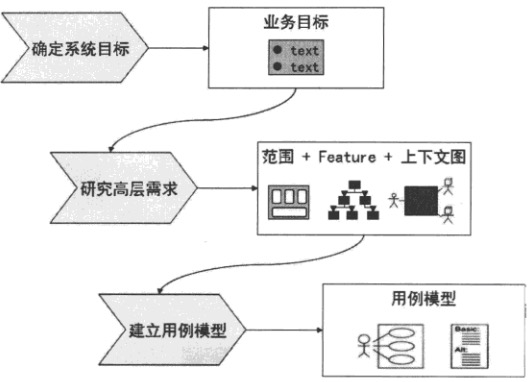 确定系统目标
业务目标
text
text
研究高层需求
范围 + Feature + 上下文图
建立用例模型
用例模型
Basic:
Alt: